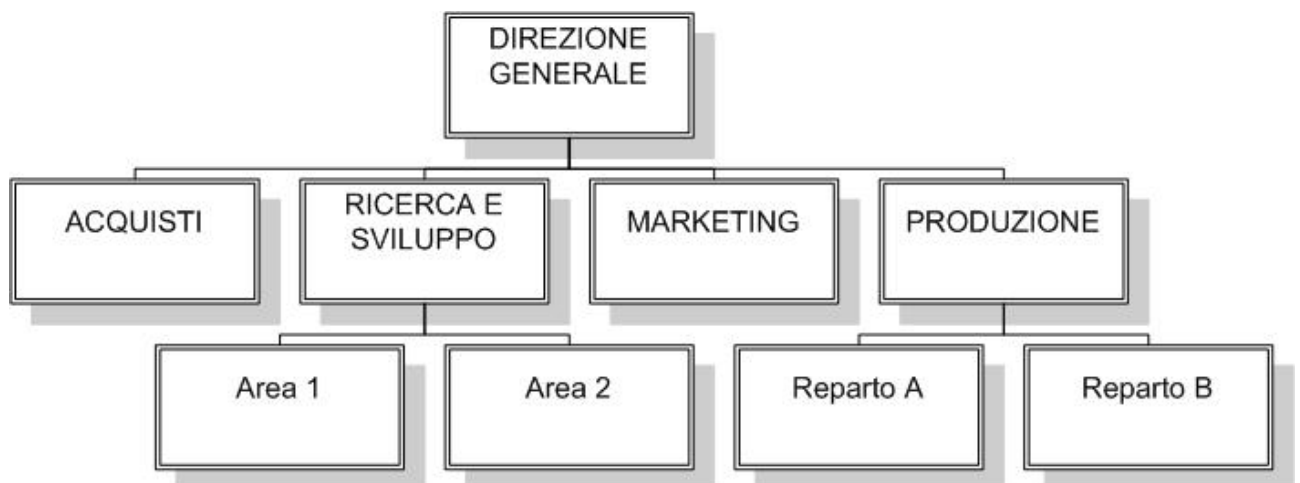 DIREZIONE
GENERALE
ACQUISTI
RICERCA E
SVILUPPO
MARKETING
PRODUZIONE
Area 1
Area 2
Reparto A
Reparto B